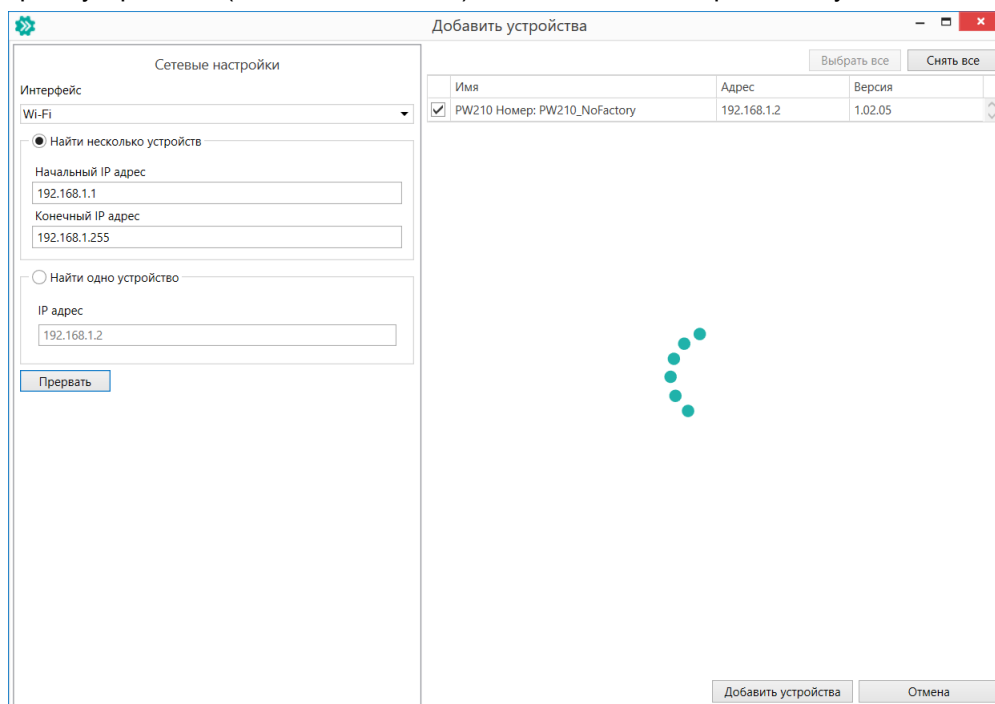 Добавить устройства
Сетевые настройки
Интерфейс
Wi-Fi
Найти несколько устройств
Начальный IP адрес
192.168.1.1
Конечный IP адрес
192.168.1.255
Найти одно устройство
IP адрес
192.168.1.2
Прервать
Выбрать все Снять все
Имя Адрес Версия
PW210 Номер: PW210_NoFactory 192.168.1.2 1.02.05
Добавить устройства Отмена